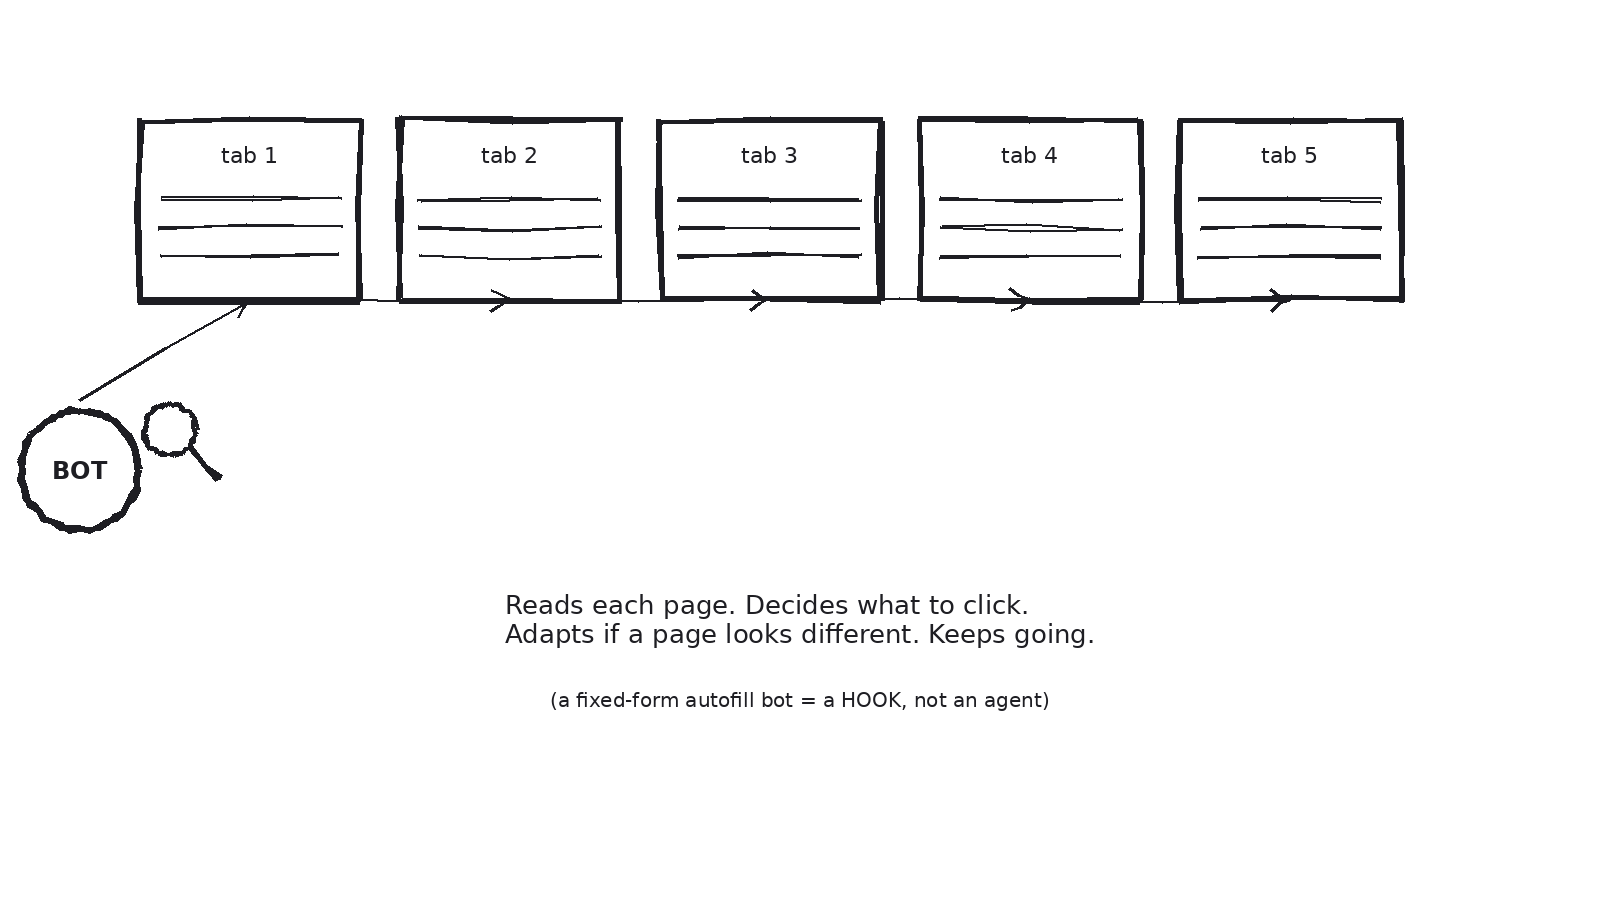 tab 1
tab 2
tab 3
tab 4
tab 5
BOT
Reads each page. Decides what to click.
Adapts if a page looks different. Keeps going.
(a fixed-form autofill bot = a HOOK, not an agent)